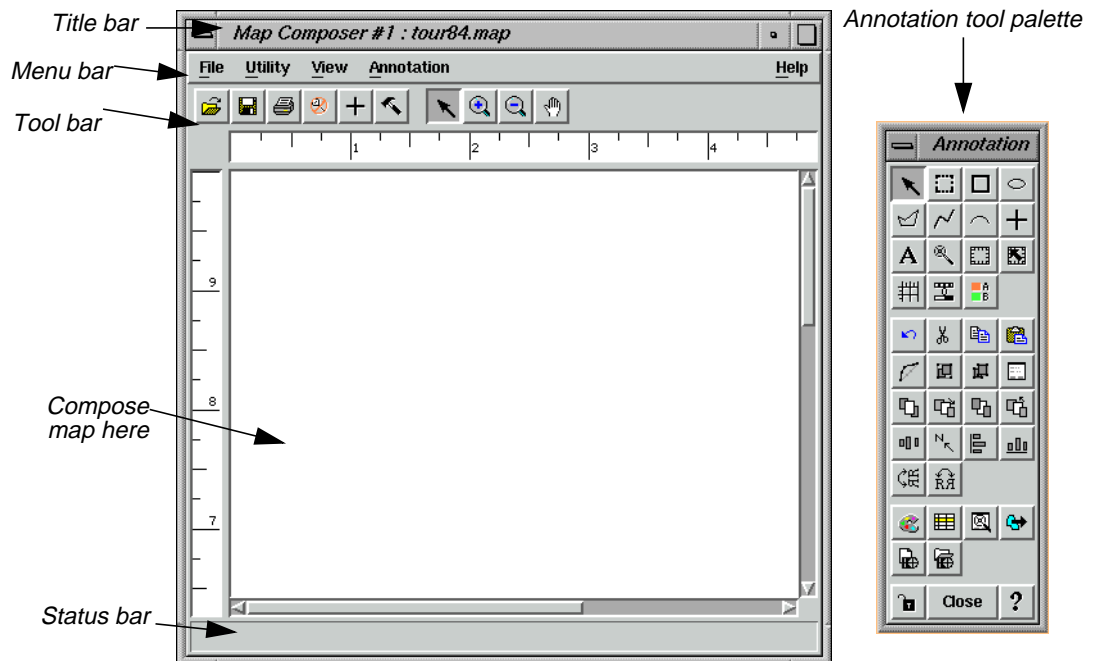 Title bar
Map Composer #1 : tour84.map
Annotation tool palette
Menu bar
File Utility View Annotation Help
Tool bar
1 2 3 4
Annotation
A
A
B
9
8
7
Compose
map here
N
R R
Close ?
Status bar